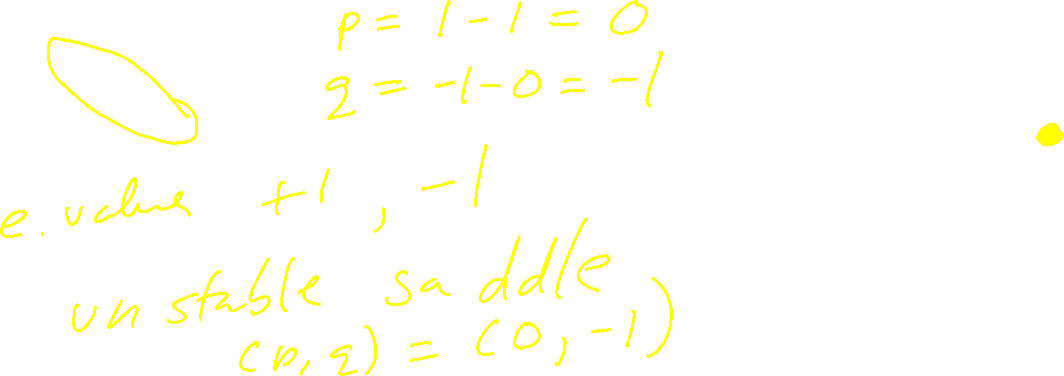 p = 1 - 1 = 0
q = -1 - 0 = -1
e. value +1, -1
unstable saddle
(p, q) = (0, -1)